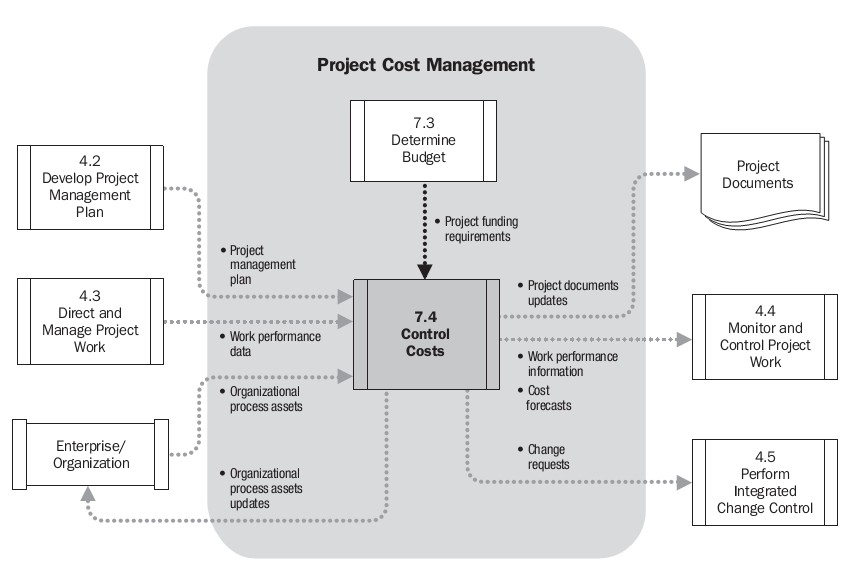 Project Cost Management
7.3
Determine
Budget
4.2
Develop Project
Management
Plan
Project
Documents
• Project funding
requirements
• Project
management
plan
4.3
Direct and
Manage Project
Work
• Work performance
data
7.4
Control
Costs
• Project documents
updates
4.4
Monitor and
Control Project
Work
• Work performance
information
• Cost
forecasts
• Organizational
process assets
Enterprise/
Organization
• Organizational
process assets
updates
• Change
requests
4.5
Perform
Integrated
Change Control